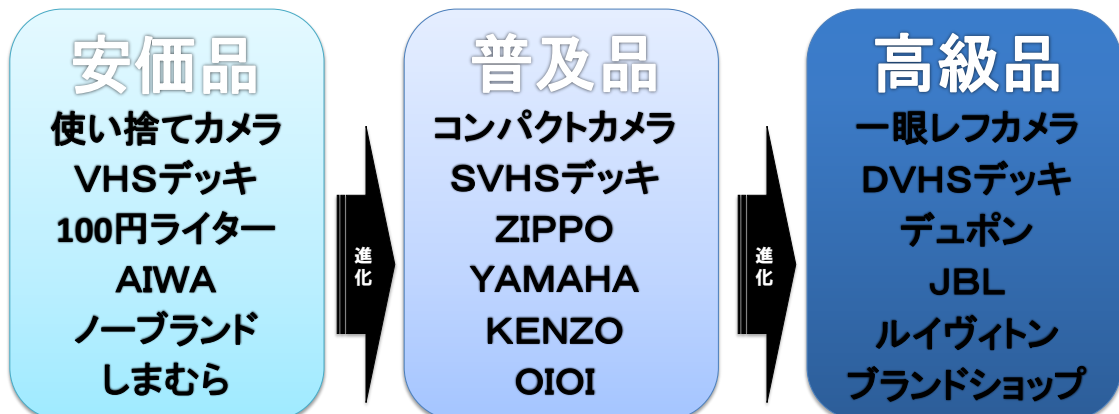 安価品
使い捨てカメラ
VHSデッキ
100円ライター
AIWA
ノーブランド
しまむら
進化
普及品
コンパクトカメラ
SVHSデッキ
ZIPPO
YAMAHA
KENZO
OIOI
進化
高級品
一眼レフカメラ
DVHSデッキ
デュポン
JBL
ルイヴィトン
ブランドショップ